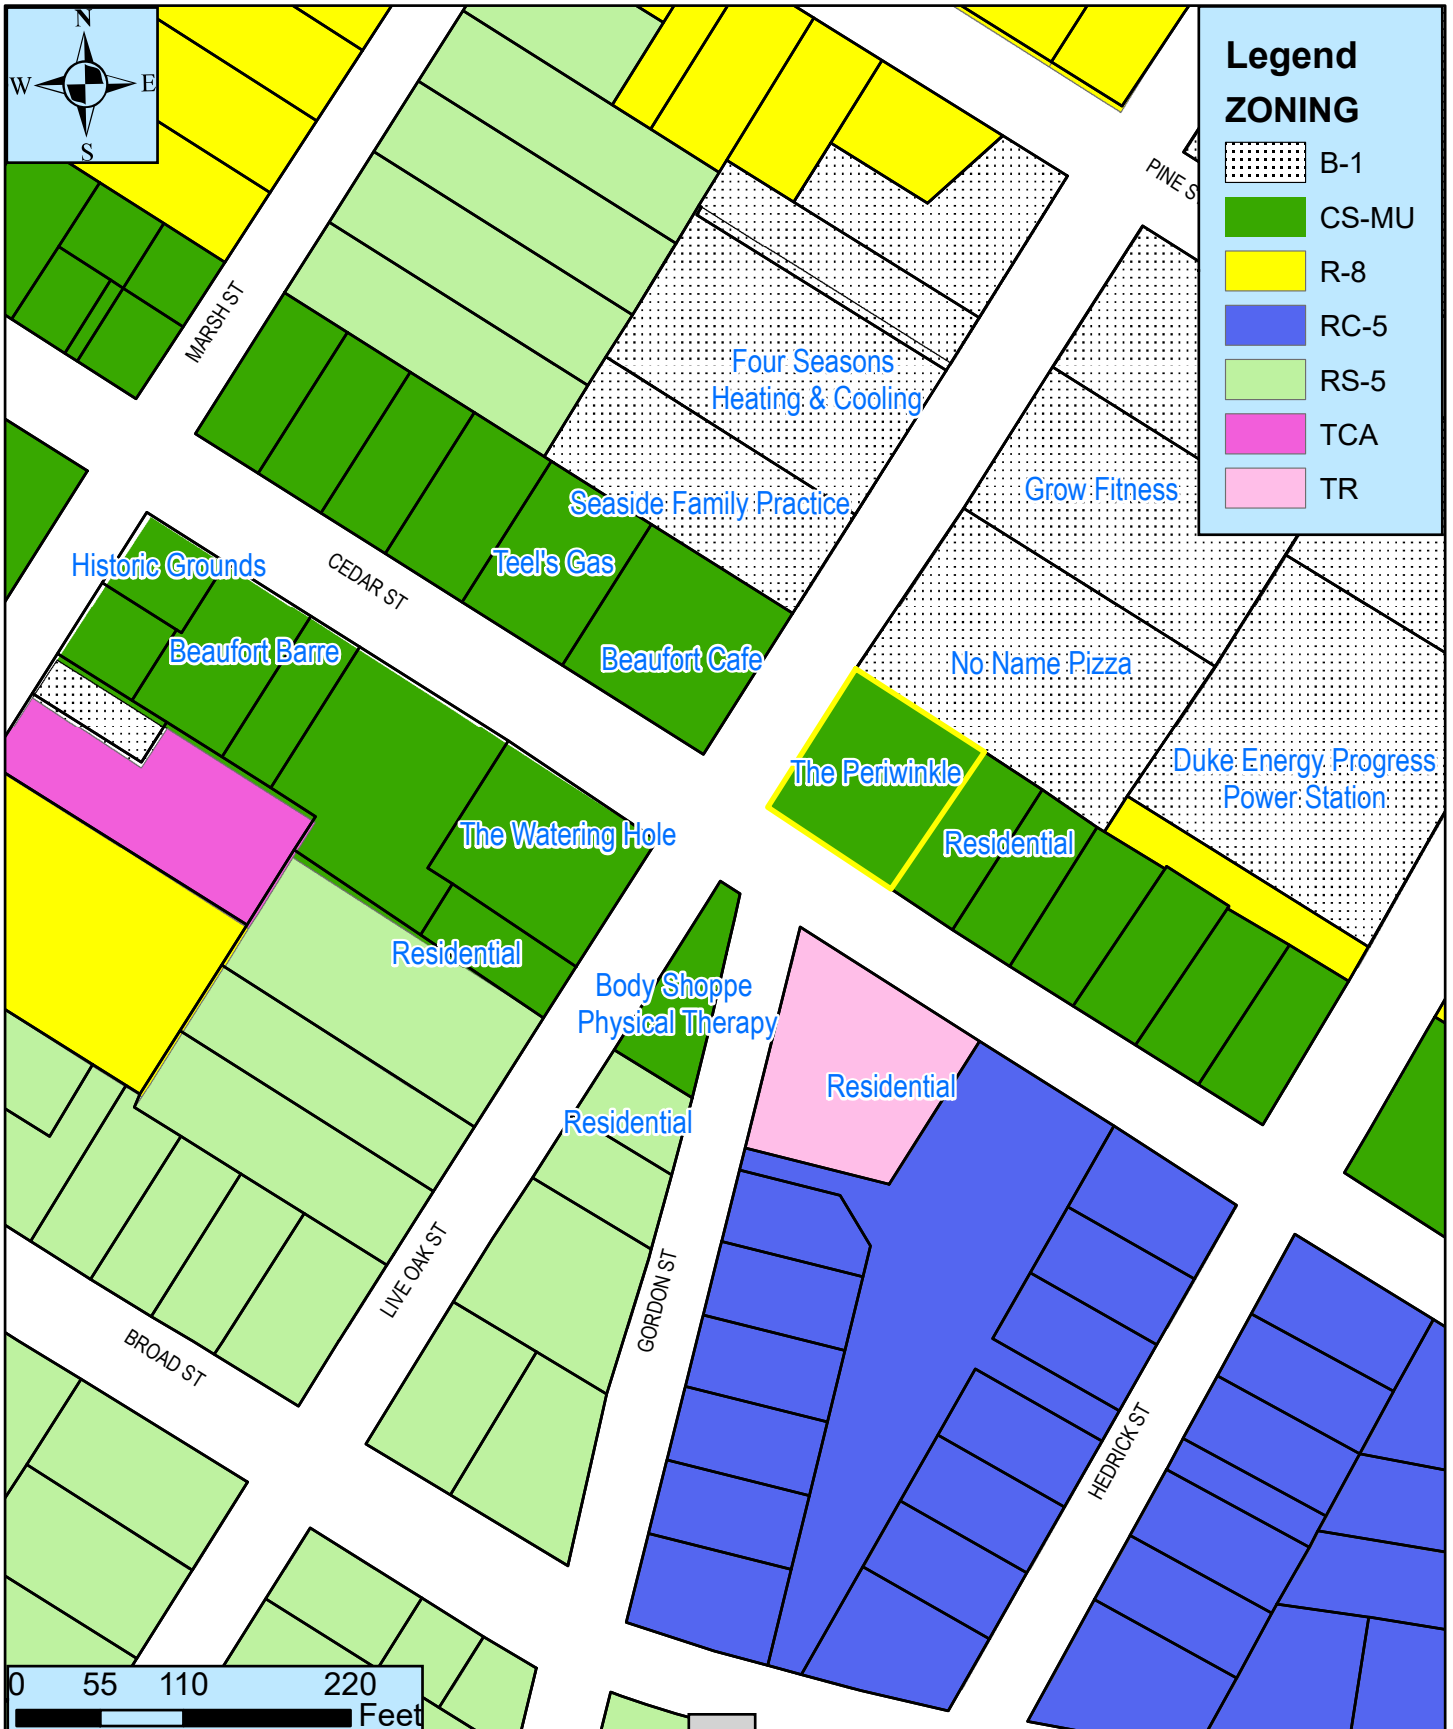 N
W E
S
Legend
ZONING
B-1
CS-MU
R-8
RC-5
RS-5
TCA
TR
PINE S
MARSH ST
Four Seasons
Heating & Cooling
Seaside Family Practice
Grow Fitness
Historic Grounds
CEDAR ST
Teel's Gas
Beaufort Barre
Beaufort Cafe
No Name Pizza
The Periwinkle
Duke Energy Progress
Power Station
The Watering Hole
Residential
Residential
Body Shoppe
Physical Therapy
Residential
Residential
LIVE OAK ST
GORDON ST
BROAD ST
HEDRICK ST
0 55 110 220
Feet